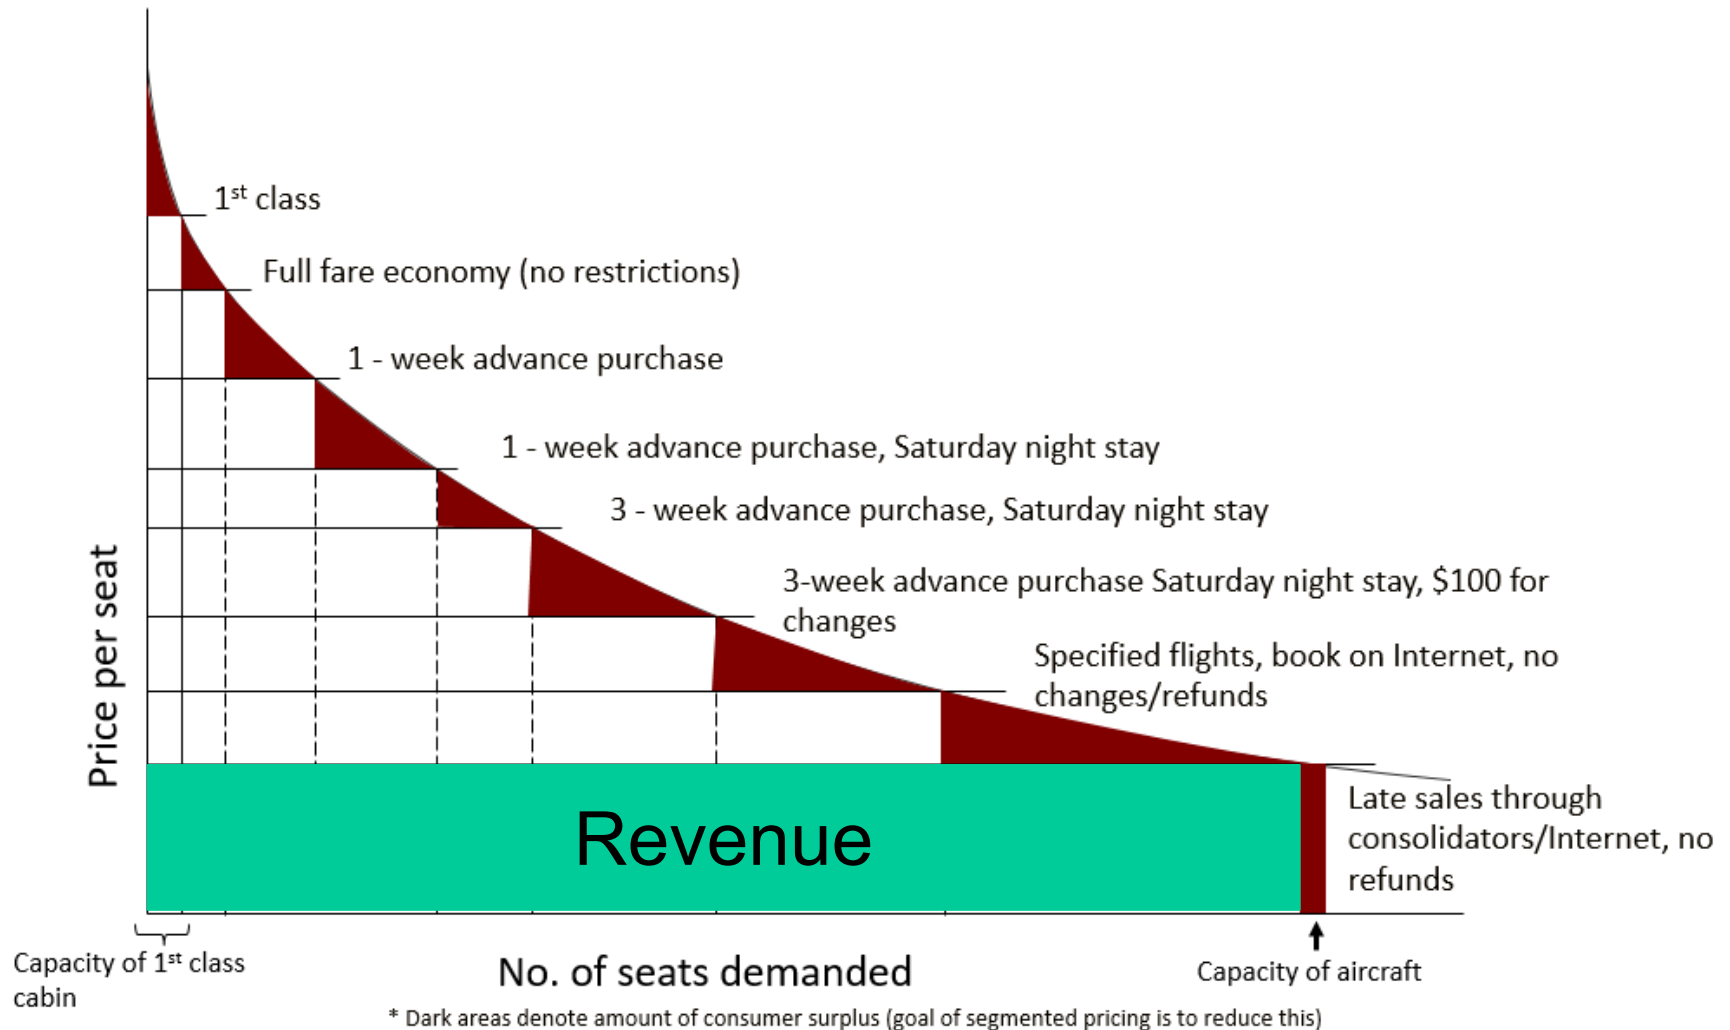 1st class
Full fare economy (no restrictions)
1 - week advance purchase
1 - week advance purchase, Saturday night stay
3 - week advance purchase, Saturday night stay
3-week advance purchase Saturday night stay, $100 for
changes
Specified flights, book on Internet, no
changes/refunds
Price per seat
Revenue
Late sales through
consolidators/Internet, no
refunds
Capacity of 1st class
cabin
No. of seats demanded
Capacity of aircraft
* Dark areas denote amount of consumer surplus (goal of segmented pricing is to reduce this)